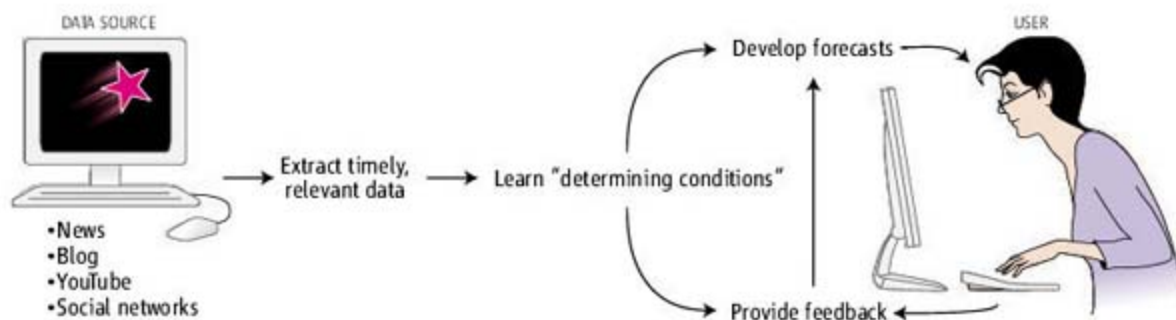 DATA SOURCE
•News
•Blog
•YouTube
•Social networks
Extract timely,
relevant data
Learn "determining conditions"
Develop forecasts
Provide feedback
USER